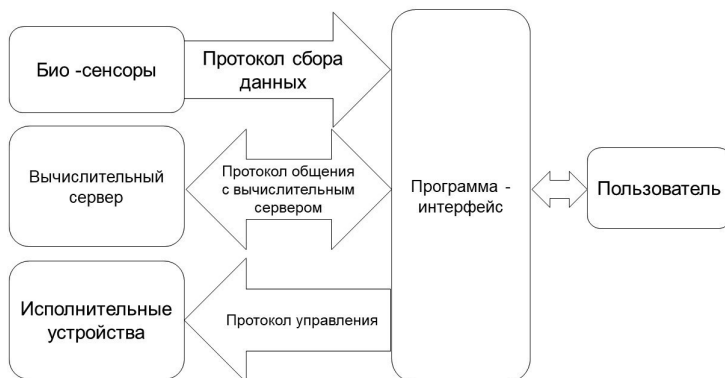 Био -сенсоры
Протокол сбора
данных
Вычислительный
сервер
Протокол общения
с вычислительным
сервером
Программа -
интерфейс
Пользователь
Исполнительные
устройства
Протокол управления